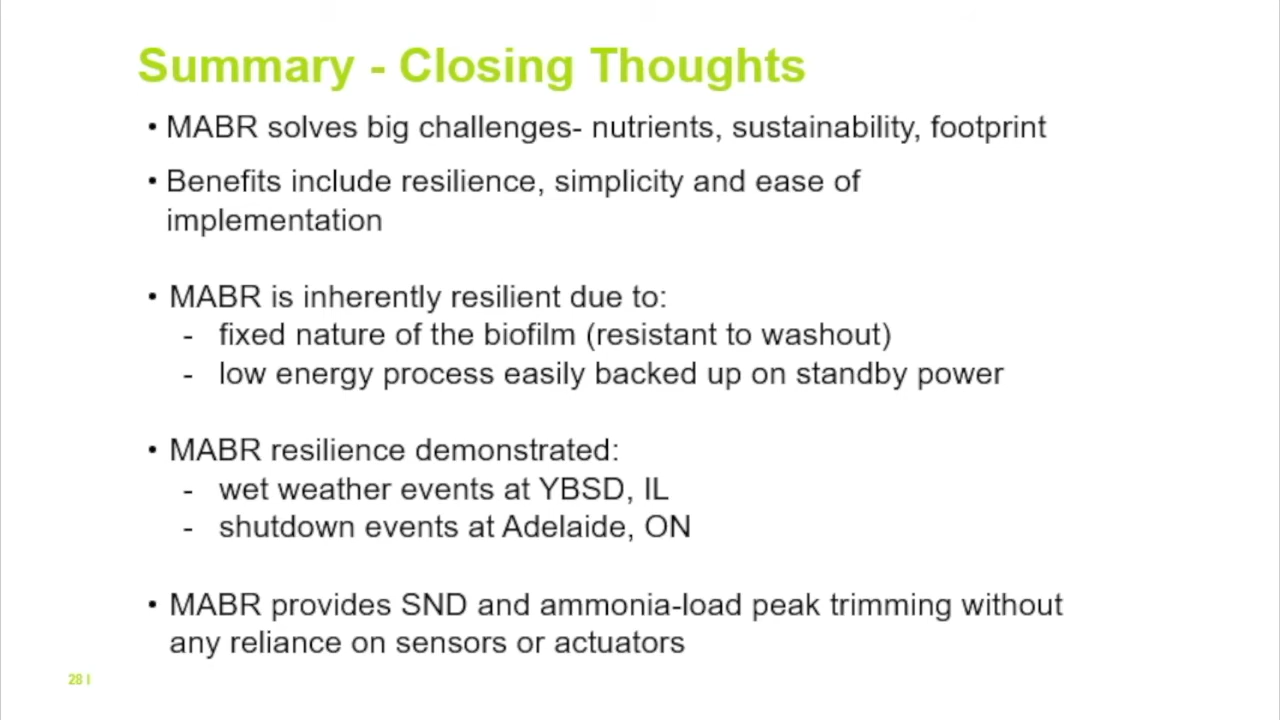 Summary - Closing Thoughts
• MABR solves big challenges- nutrients, sustainability, footprint
• Benefits include resilience, simplicity and ease of
implementation
• MABR is inherently resilient due to:
- fixed nature of the biofilm (resistant to washout)
- low energy process easily backed up on standby power
• MABR resilience demonstrated:
- wet weather events at YBSD, IL
- shutdown events at Adelaide, ON
• MABR provides SND and ammonia-load peak trimming without
any reliance on sensors or actuators
28 I